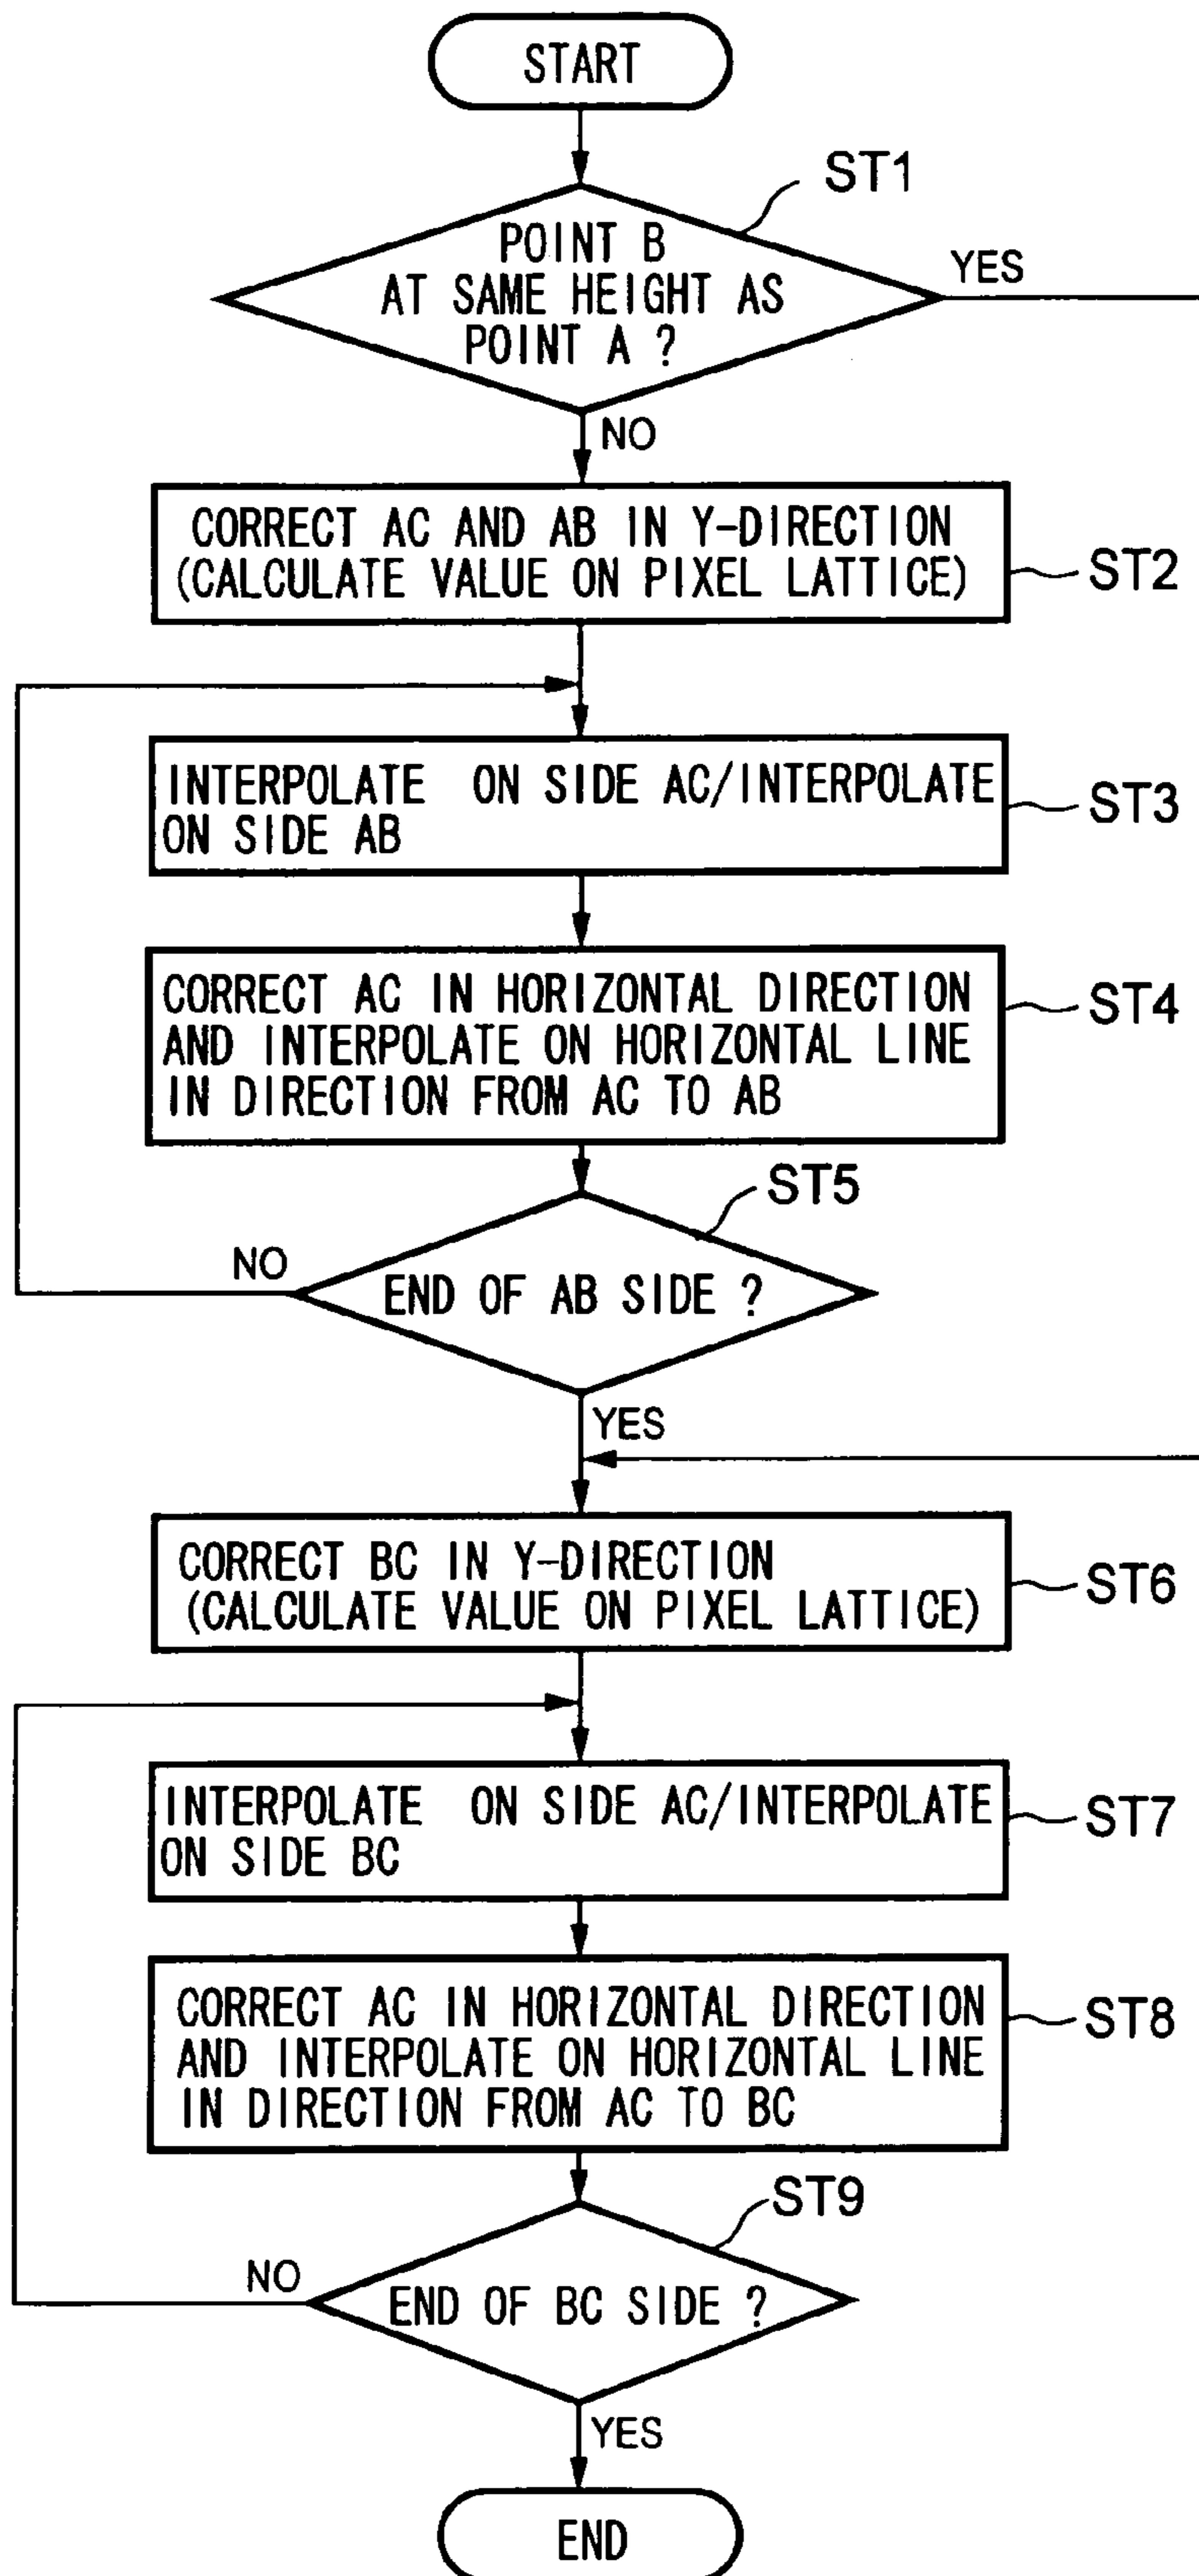 START
ST1
POINT B
AT SAME HEIGHT AS
POINT A ?
YES
NO
CORRECT AC AND AB IN Y-DIRECTION
(CALCULATE VALUE ON PIXEL LATTICE)
ST2
INTERPOLATE ON SIDE AC/INTERPOLATE
ON SIDE AB
ST3
CORRECT AC IN HORIZONTAL DIRECTION
AND INTERPOLATE ON HORIZONTAL LINE
IN DIRECTION FROM AC TO AB
ST4
ST5
NO
END OF AB SIDE ?
YES
CORRECT BC IN Y-DIRECTION
(CALCULATE VALUE ON PIXEL LATTICE)
ST6
INTERPOLATE ON SIDE AC/INTERPOLATE
ON SIDE BC
ST7
CORRECT AC IN HORIZONTAL DIRECTION
AND INTERPOLATE ON HORIZONTAL LINE
IN DIRECTION FROM AC TO BC
ST8
ST9
NO
END OF BC SIDE ?
YES
END